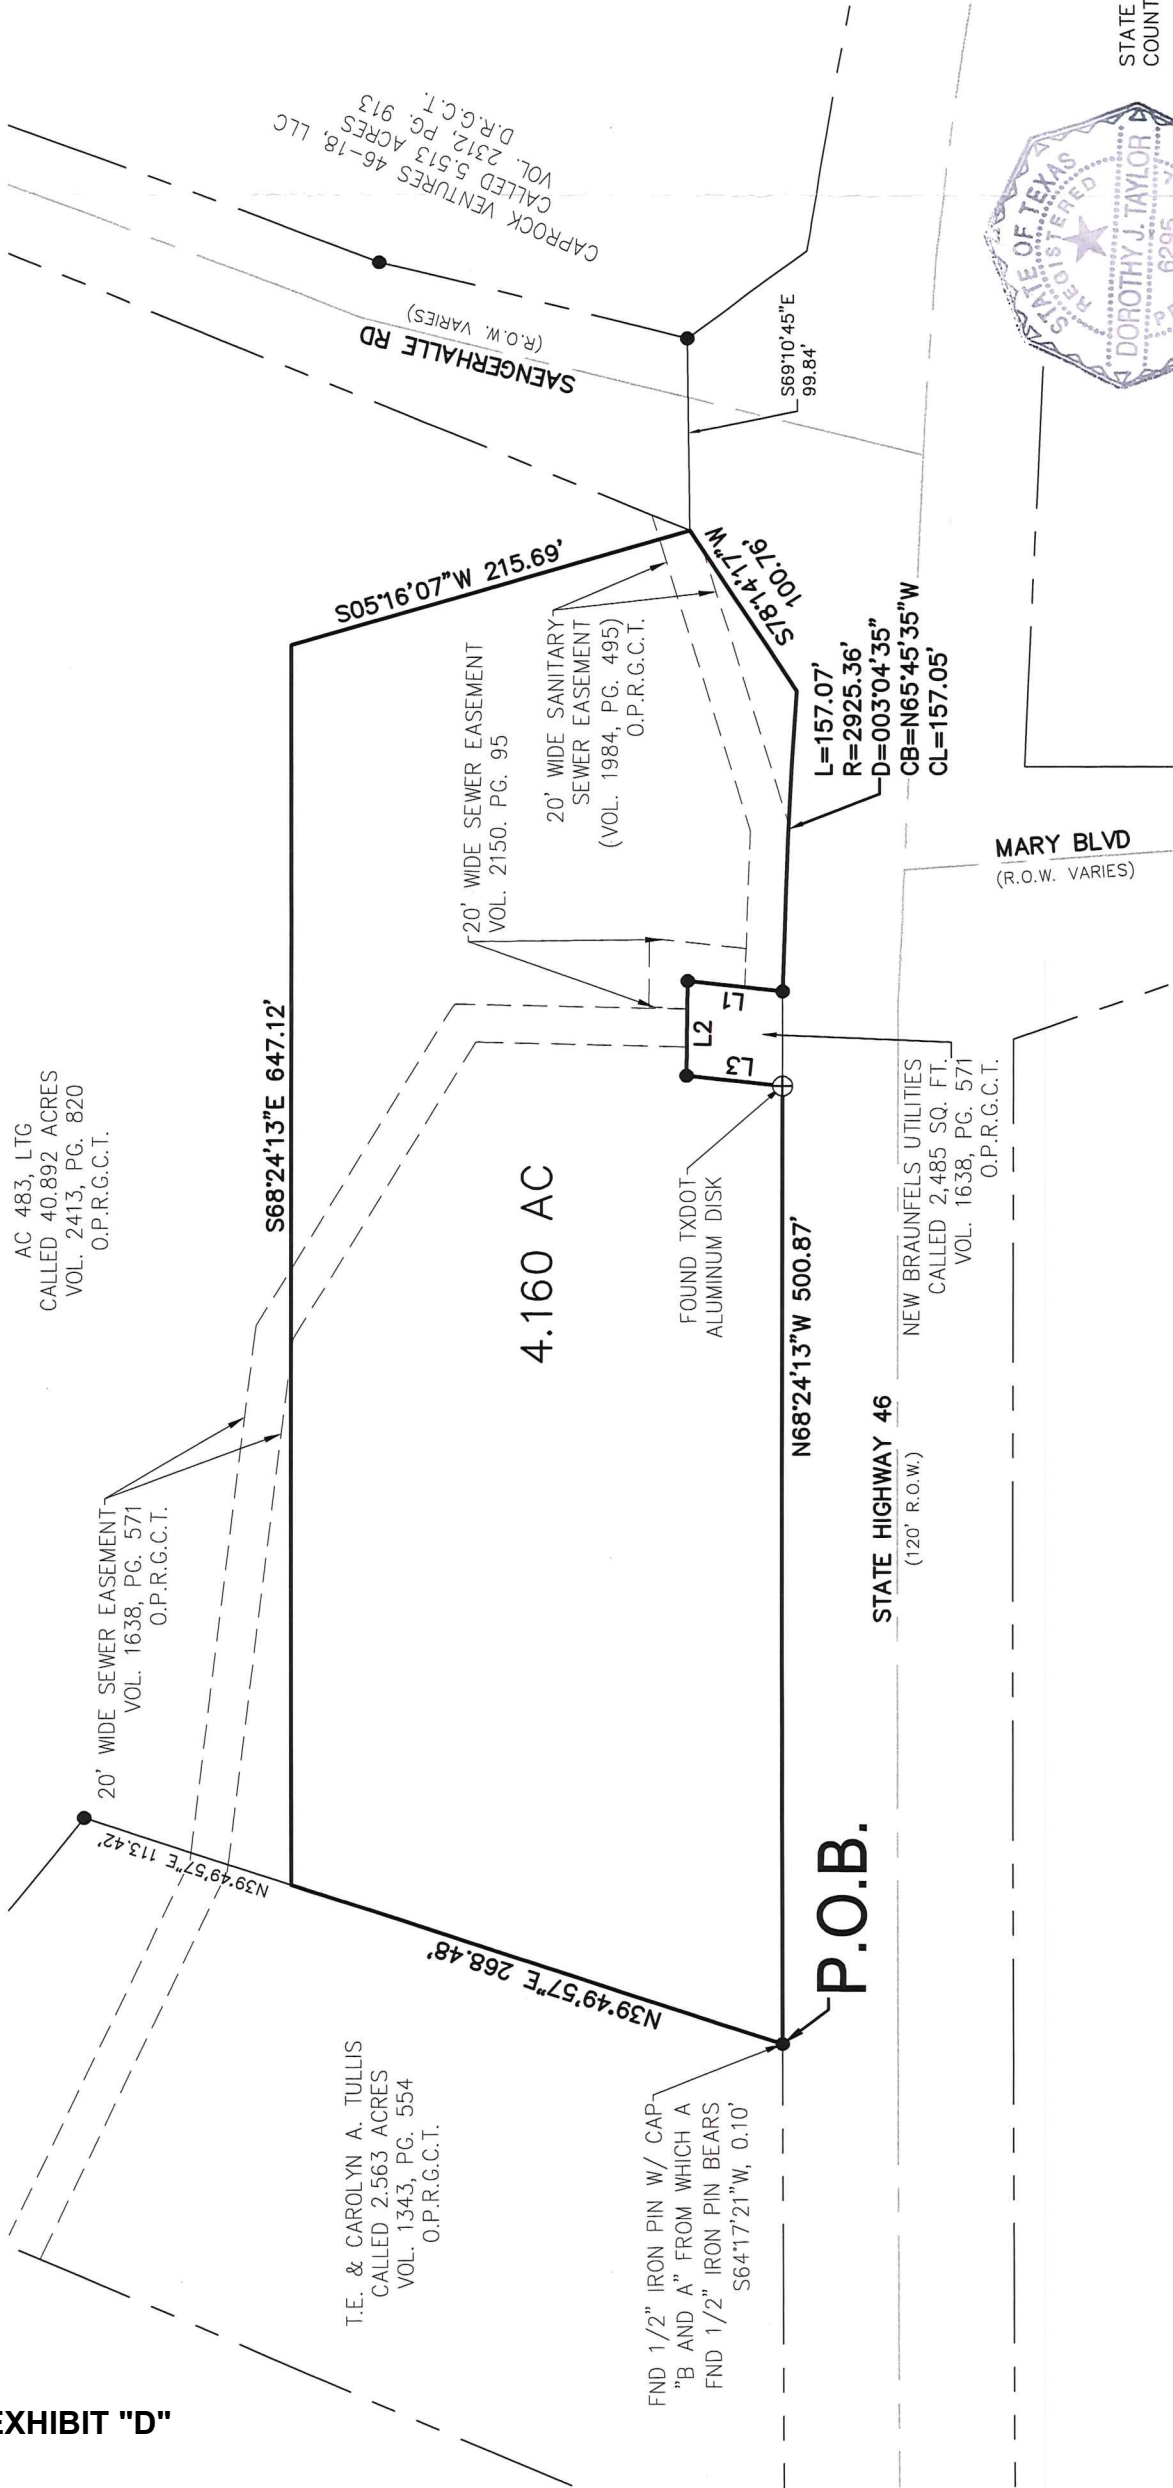 AC 483, LTG
CALLED 40.892 ACRES
VOL. 2413, PG. 820
O.P.R.G.C.T.
CAPROCK VENTURES 46-18, LLC
CALLED 5.513 ACRES
VOL. 2312, PG. 913
D.R.G.C.T.
20' WIDE SEWER EASEMENT
VOL. 1638, PG. 571
O.P.R.G.C.T.
N39°49'57"E 113.42'
S68°24'13"E 647.12'
S05°16'07"W 215.69'
SAENGERHALLE RD
(R.O.W. VARIES)
20' WIDE SEWER EASEMENT
VOL. 2150. PG. 95
20' WIDE SANITARY
SEWER EASEMENT
(VOL. 1984, PG. 495)
O.P.R.G.C.T.
S69°10'45"E
99.84'
S78°14'17"W
100.76'
T.E. & CAROLYN A. TULLIS
CALLED 2.563 ACRES
VOL. 1343, PG. 554
O.P.R.G.C.T.
N39°49'57"E 268.48'
4.160 AC
L1
L2
L3
FOUND TXDOT
ALUMINUM DISK
L=157.07'
R=2925.36'
D=003°04'35"
CB=N65°45'35"W
CL=157.05'
FND 1/2" IRON PIN W/ CAP
"B AND A" FROM WHICH A
FND 1/2" IRON PIN BEARS
S64°17'21"W, 0.10'
P.O.B.
N68°24'13"W 500.87'
STATE HIGHWAY 46
(120' R.O.W.)
NEW BRAUNFELS UTILITIES
CALLED 2,485 SQ. FT.
VOL. 1638, PG. 571
O.P.R.G.C.T.
MARY BLVD
(R.O.W. VARIES)
STATE OF TEXAS
REGISTERED
DOROTHY J. TAYLOR
6295
STATE
COUNT
EXHIBIT "D"